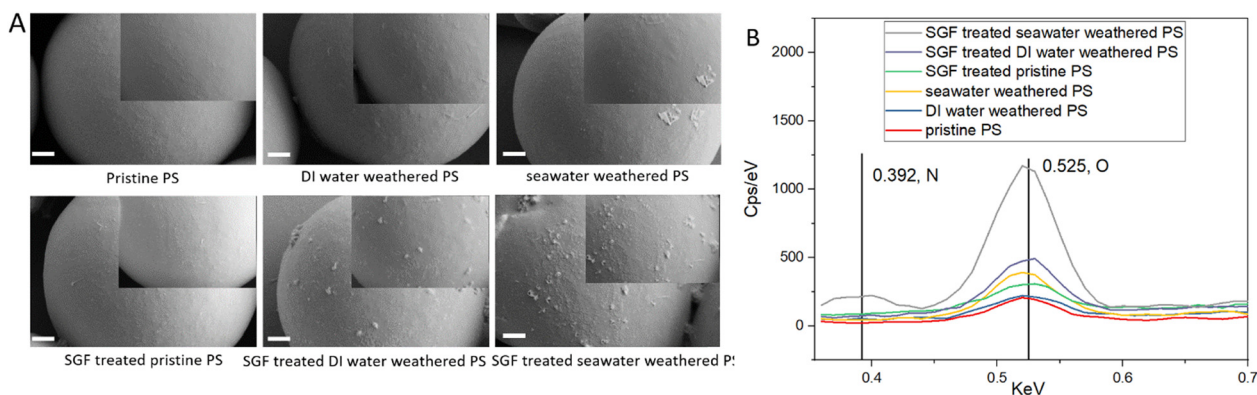 A
Pristine PS
DI water weathered PS
seawater weathered PS
SGF treated pristine PS
SGF treated DI water weathered PS
SGF treated seawater weathered PS
B
Cps/eV
2000
1500
1000
500
0
SGF treated seawater weathered PS
SGF treated DI water weathered PS
SGF treated pristine PS
seawater weathered PS
DI water weathered PS
pristine PS
0.392, N
0.525, O
0.4
0.5
0.6
0.7
KeV